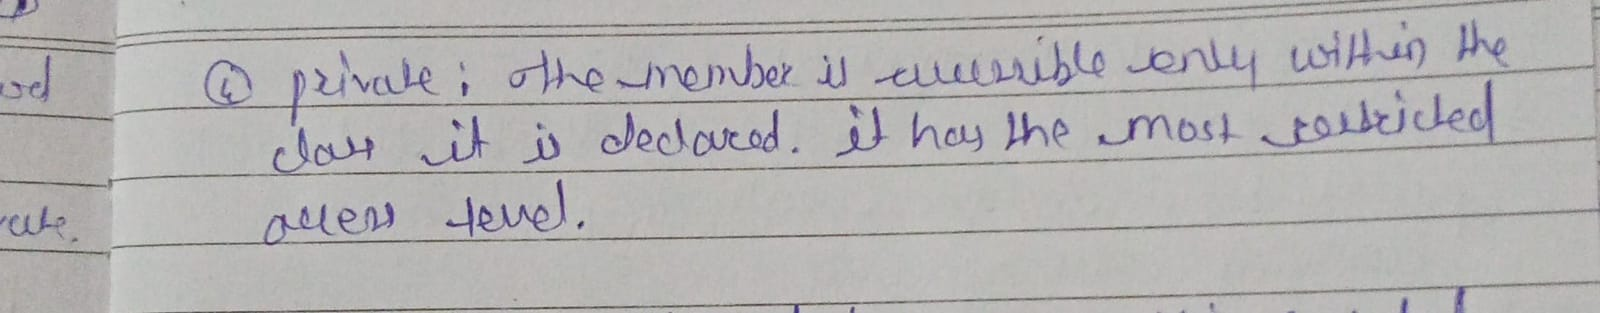 ④ private: the member is accessible only within the
class it is declared. it has the most restricted
access level.